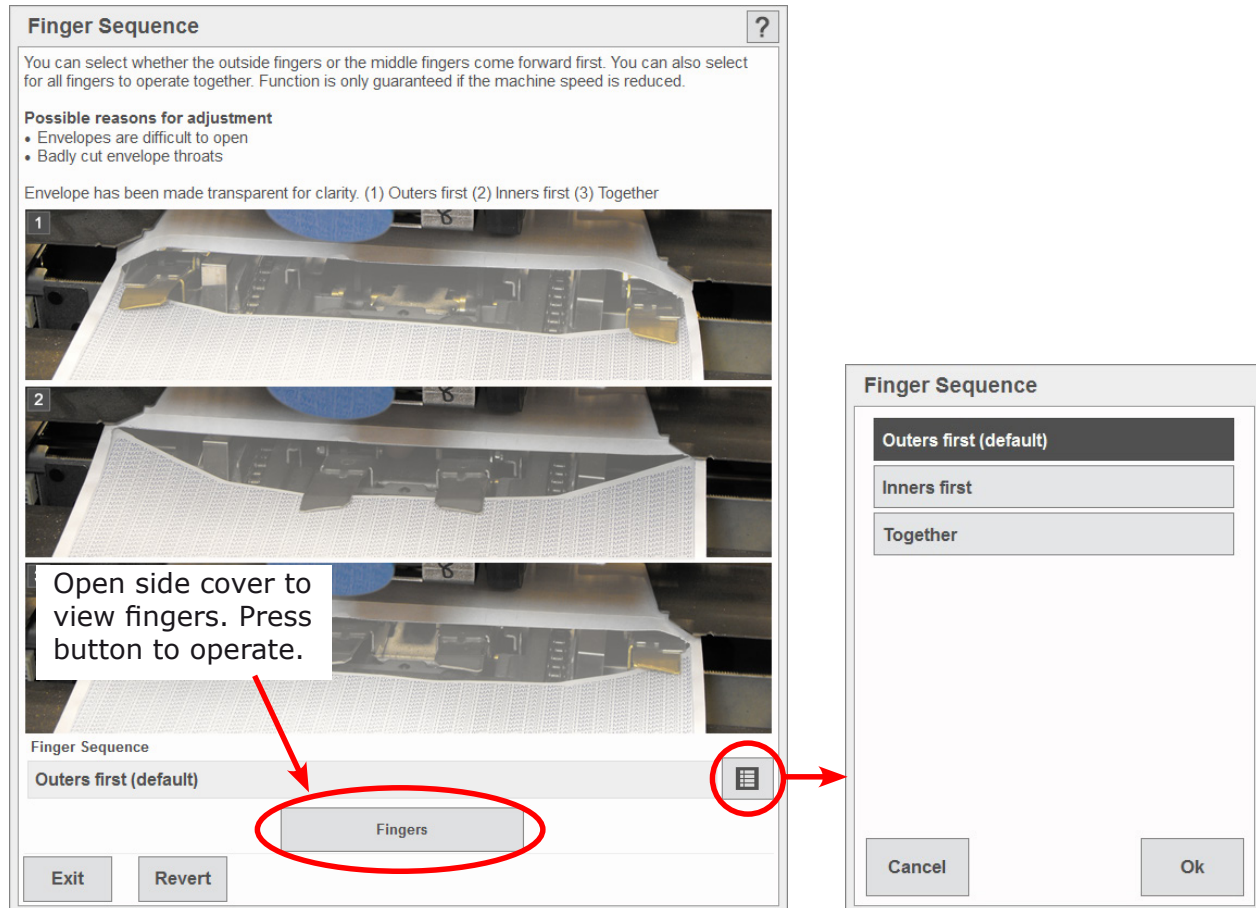 Finger Sequence
?
You can select whether the outside fingers or the middle fingers come forward first. You can also select
for all fingers to operate together. Function is only guaranteed if the machine speed is reduced.
Possible reasons for adjustment
• Envelopes are difficult to open
• Badly cut envelope throats
Envelope has been made transparent for clarity. (1) Outers first (2) Inners first (3) Together
1
8
2
8
8
Open side cover to
view fingers. Press
button to operate.
Finger Sequence
Outers first (default)
Fingers
Exit
Revert
Finger Sequence
Outers first (default)
Inners first
Together
Cancel
Ok